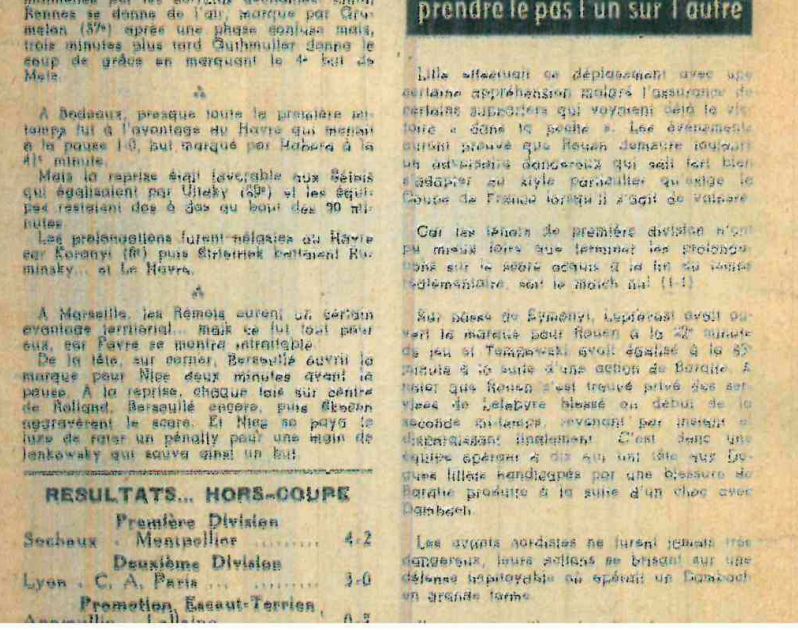 Rennes se donne de l'air, marque par Gru-
melon (57e) après une phase confuse mais,
trois minutes plus tard Guthmuller donne le
coup de grâce en marquant le 4e but de
Metz.
A Bordeaux, presque toute la première mi-
temps fut à l'avantage du Havre qui menait
à la pause 1-0, but marqué par Habera à la
41e minute.
Mais la reprise était favorable aux Sétois
qui égalisaient par Ujlaky et les équi-
pes restaient dos à dos au bout des 90 mi-
nutes.
Les prolongations furent néfastes au Havre
car Koranyi puis battaient Ru-
minsky... et Le Havre.
A Marseille, les Rémois eurent un certain
avantage territorial... mais ce fut tout pour
eux, car Favre se montra intraitable.
De la tête, sur corner, Berseullé ouvrit la
marque pour Nice deux minutes avant la
pause. A la reprise, chaque fois sur centre
de Rolland, Berseullé encore, puis Skocen
aggravèrent le score. Et Nice se paya le
luxe de rater un pénalty pour une main de
Jonkowsky qui sauva ainsi un but.
RESULTATS... HORS-COUPE
Première Division
Sochaux - Montpellier ......... 4-2
Deuxième Division
Lyon - C. A. Paris ... ......... 3-0
Promotion, Escaut-Terrien,
prendre le pas l'un sur l'autre
Lille effectuait ce déplacement avec une
certaine appréhension malgré l'assurance de
certains supporters qui voyaient déjà la vic-
toire « dans la poche ». Les événements
auront prouvé que Rouen demeure toujours
un adversaire dangereux qui sait fort bien
s'adapter au style particulier qu'exige la
Coupe de France lorsqu'il s'agit de vaincre.
Car les ténors de première division n'ont
pu mieux faire que terminer les prolonga-
tions sur le score acquis à la fin du temps
réglementaire, soit le match nul (1-1).
Sur passe de Eymenyi, avait ou-
vert la marque pour Rouen à la minute
de jeu et Tempowski avait égalisé à la
minute à la suite d'une action de Baratte. A
noter que Rouen s'est trouvé privé des ser-
vices de Lefebvre blessé au début de la
seconde mi-temps, revenant par instant et
disparaissant finalement. C'est donc une
équipe opérant à dix qui tint tête aux Do-
gues lillois handicapés par une blessure de
Baratte produite à la suite d'un choc avec
Dambach.
Les avants nordistes ne furent jamais très
dangereux, leurs actions se brisant sur une
défense impitoyable où opérait un Dambach
en grande forme.